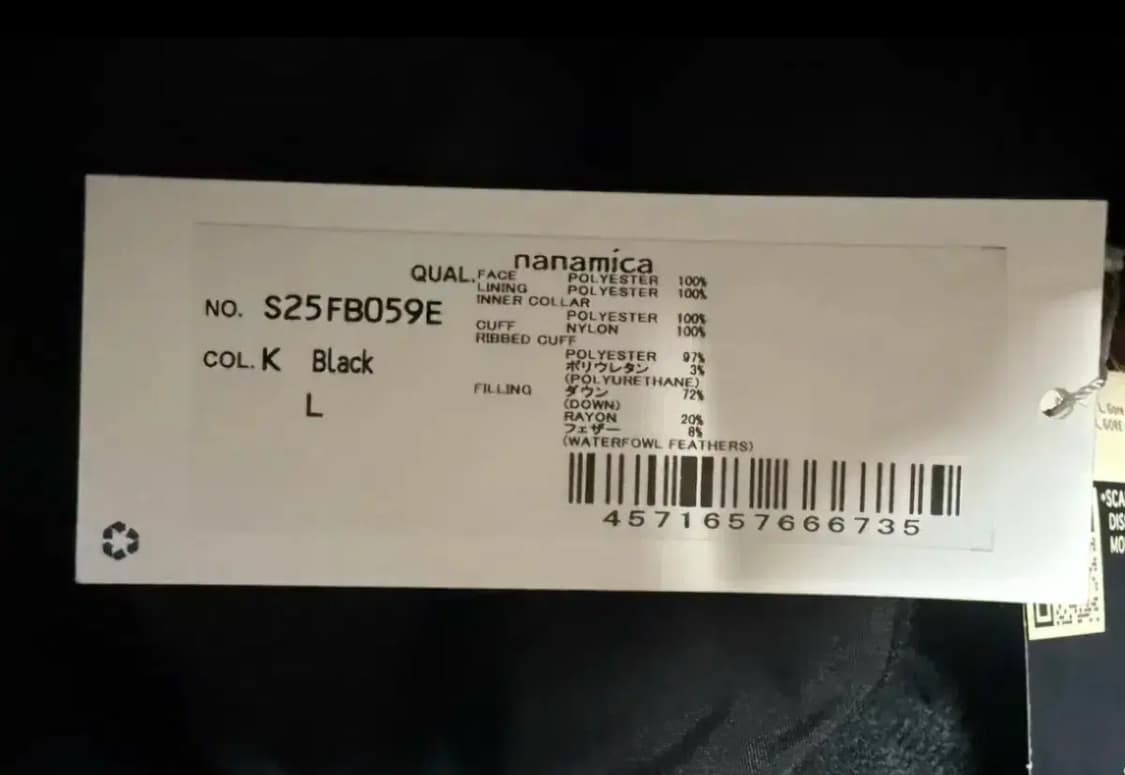 nanamica
NO. S25FB059E
COL. K Black
L
QUAL. FACE POLYESTER 100%
LINING POLYESTER 100%
INNER COLLAR
POLYESTER 100%
CUFF NYLON 100%
RIBBED CUFF
POLYESTER 97%
ポリウレタン 3%
(POLYURETHANE)
FILLING ダウン 72%
(DOWN)
RAYON 20%
フェザー 8%
(WATERFOWL FEATHERS)
4571657666735
GORE